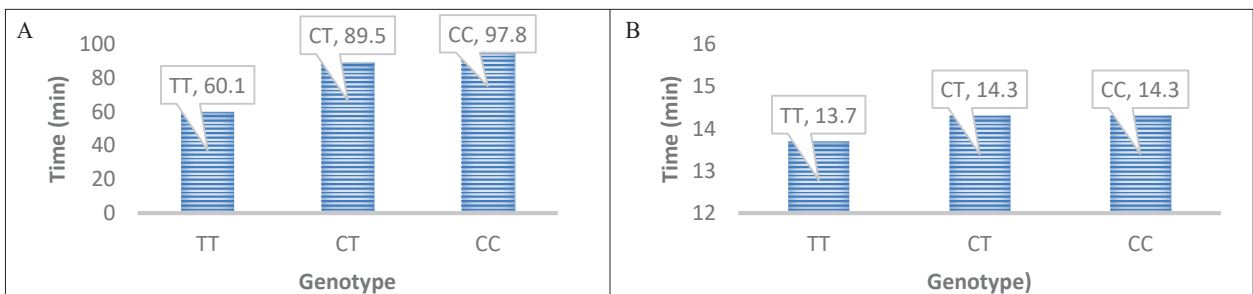 A
Time (min)
100
80
60
40
20
0
TT, 60.1
CT, 89.5
CC, 97.8
TT
CT
CC
Genotype
B
Time (min)
16
15
14
13
12
TT, 13.7
CT, 14.3
CC, 14.3
TT
CT
CC
Genotype)